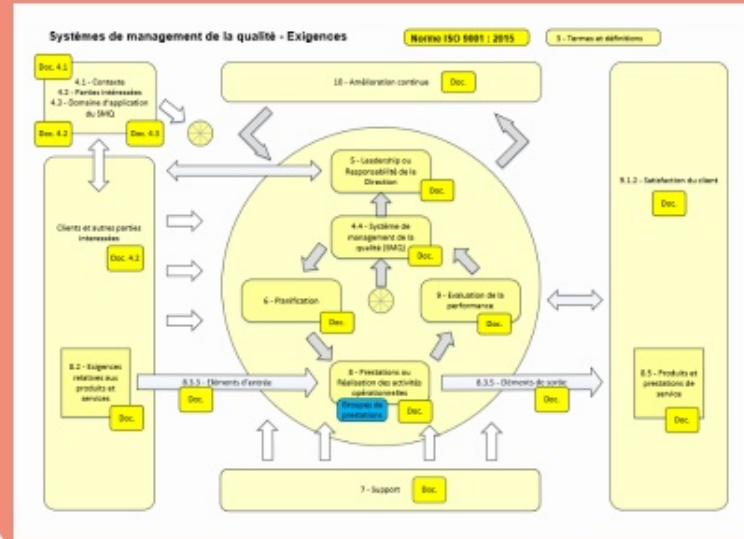 Systèmes de management de la qualité - Exigences
Norme ISO 9001 : 2015
3 - Termes et définitions
Doc. 4.1
4.1 - Contexte
4.2 - Parties intéressées
4.3 - Domaine d'application
du SMQ
Doc. 4.2
Doc. 4.3
10 - Amélioration continue
Doc.
5 - Leadership ou
Responsabilité de la
Direction
Doc.
9.1.2 - Satisfaction du client
Doc.
Clients et autres parties
interessées
Doc. 4.2
4.4 - Système de
management de la
qualité (SMQ)
Doc.
6 - Planification
Doc.
9 - Evaluation de la
performance
Doc.
8.2 - Exigences
relatives aux
produits et
services
Doc.
8.3.3 - Eléments d'entrée
Doc.
8 - Prestations ou
Réalisation des activités
opérationnelles
Groupes de
prestations
Doc.
8.3.5 - Eléments de sortie
Doc.
8.5 - Produits et
prestations de
service
Doc.
7 - Support
Doc.